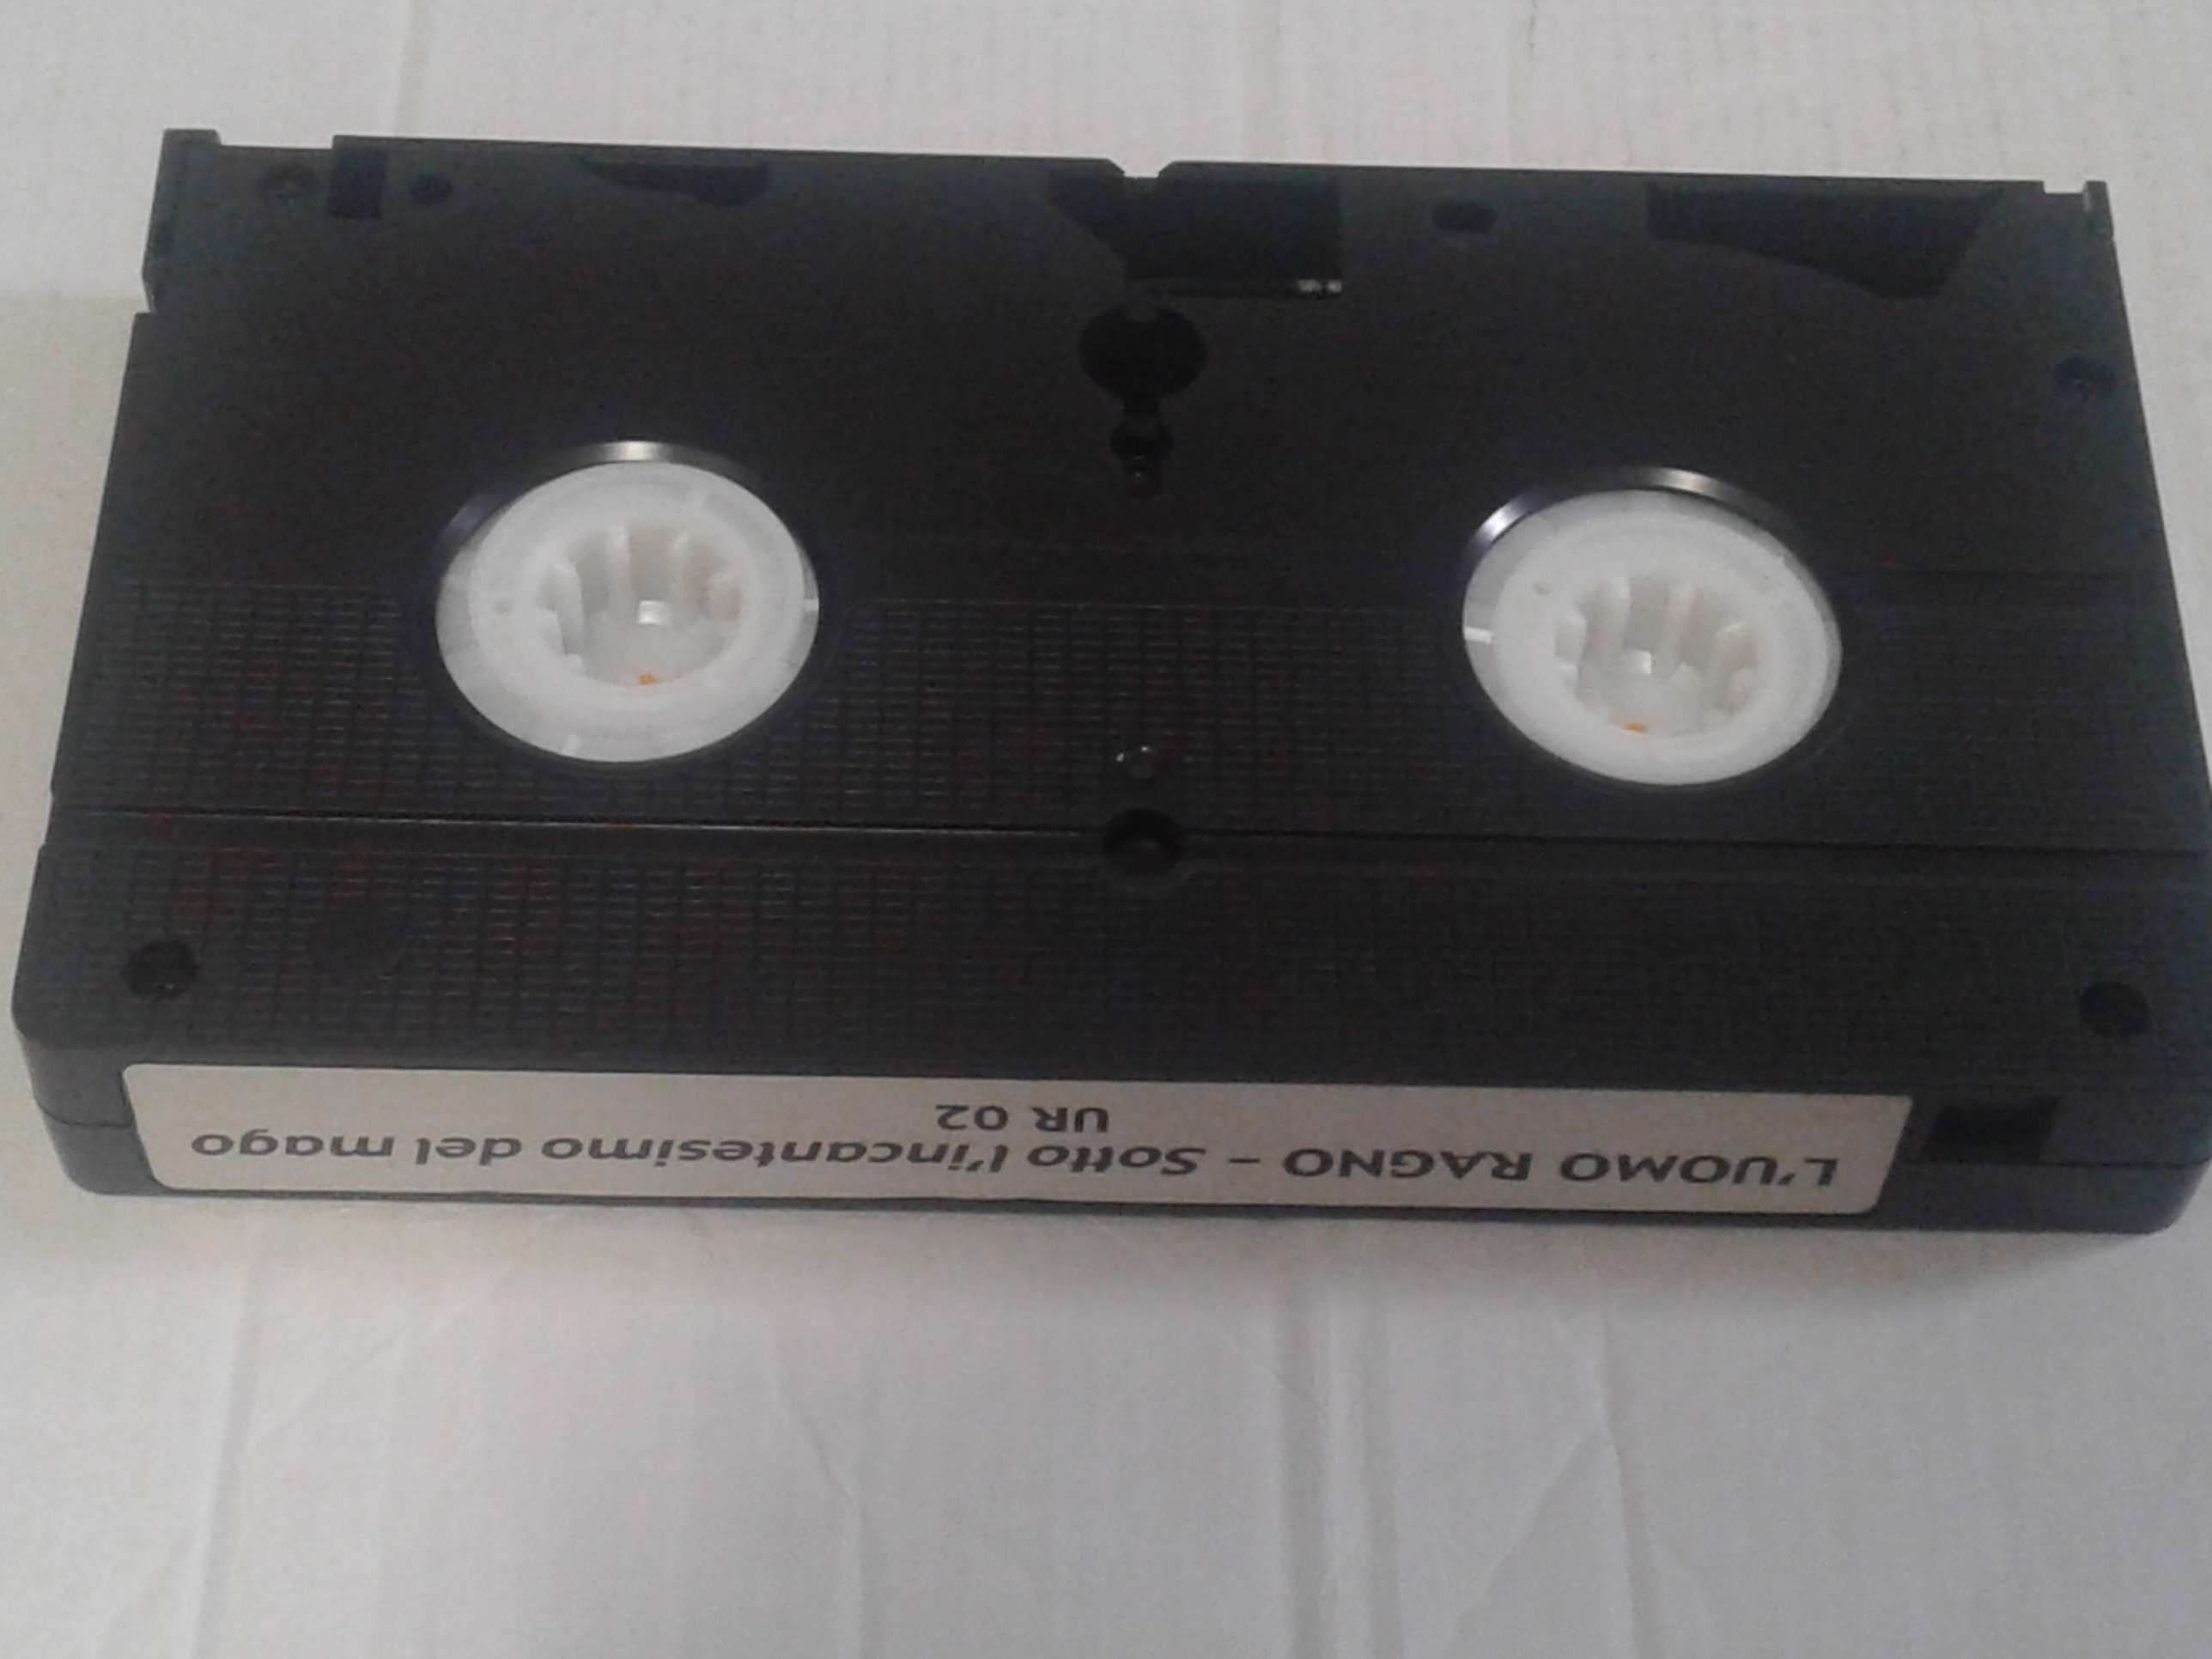 L'UOMO RAGNO - Sotto l'incantesimo del mago
UR 02